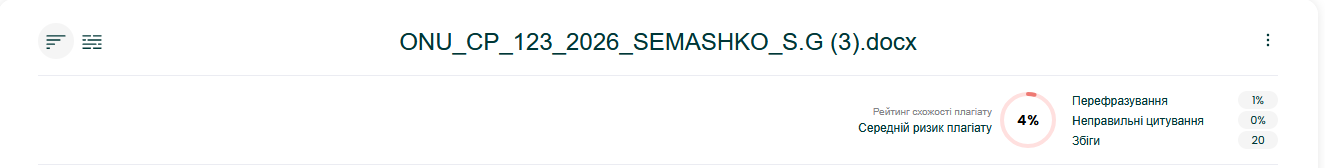 ONU_CP_123_2026_SEMASHKO_S.G (3).docx
Рейтинг схожості плагіату
Середній ризик плагіату
4%
Перефразування 1%
Неправильні цитування 0%
Збіги 20